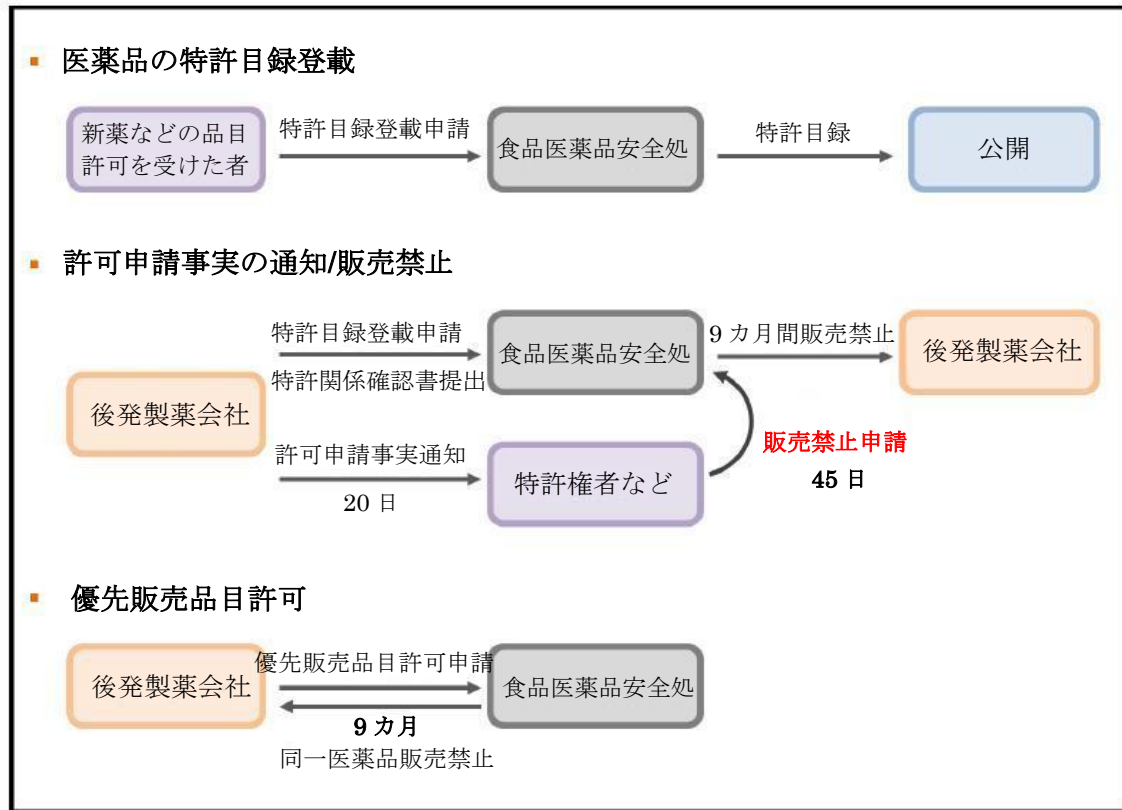 医薬品の特許目録登載
新薬などの品目
許可を受けた者
特許目録登載申請
食品医薬品安全処
特許目録
公開
許可申請事実の通知/販売禁止
後発製薬会社
特許目録登載申請
特許関係確認書提出
食品医薬品安全処
9カ月間販売禁止
後発製薬会社
許可申請事実通知
20日
特許権者など
販売禁止申請
45日
優先販売品目許可
後発製薬会社
優先販売品目許可申請
9カ月
同一医薬品販売禁止
食品医薬品安全処